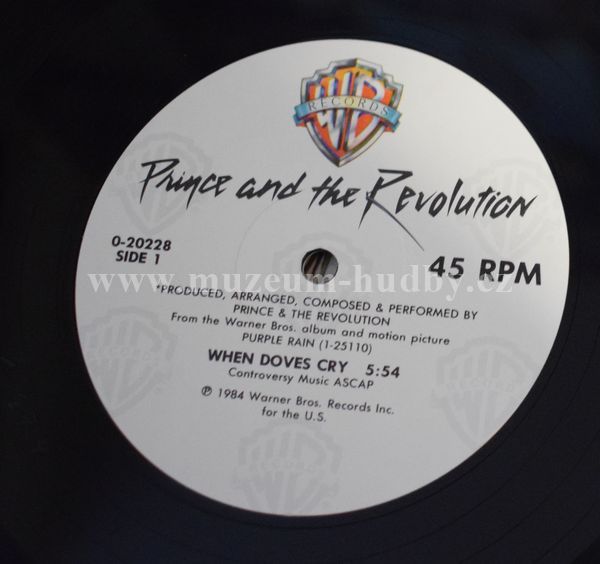 WB
RECORDS
Prince and the Revolution
0-20228
SIDE 1
45 RPM
www.muzeum-hudby.cz
*PRODUCED, ARRANGED, COMPOSED & PERFORMED BY
PRINCE & THE REVOLUTION
From the Warner Bros. album and motion picture
PURPLE RAIN (1-25110)
WHEN DOVES CRY 5:54
Controversy Music ASCAP
℗ 1984 Warner Bros. Records Inc.
for the U.S.